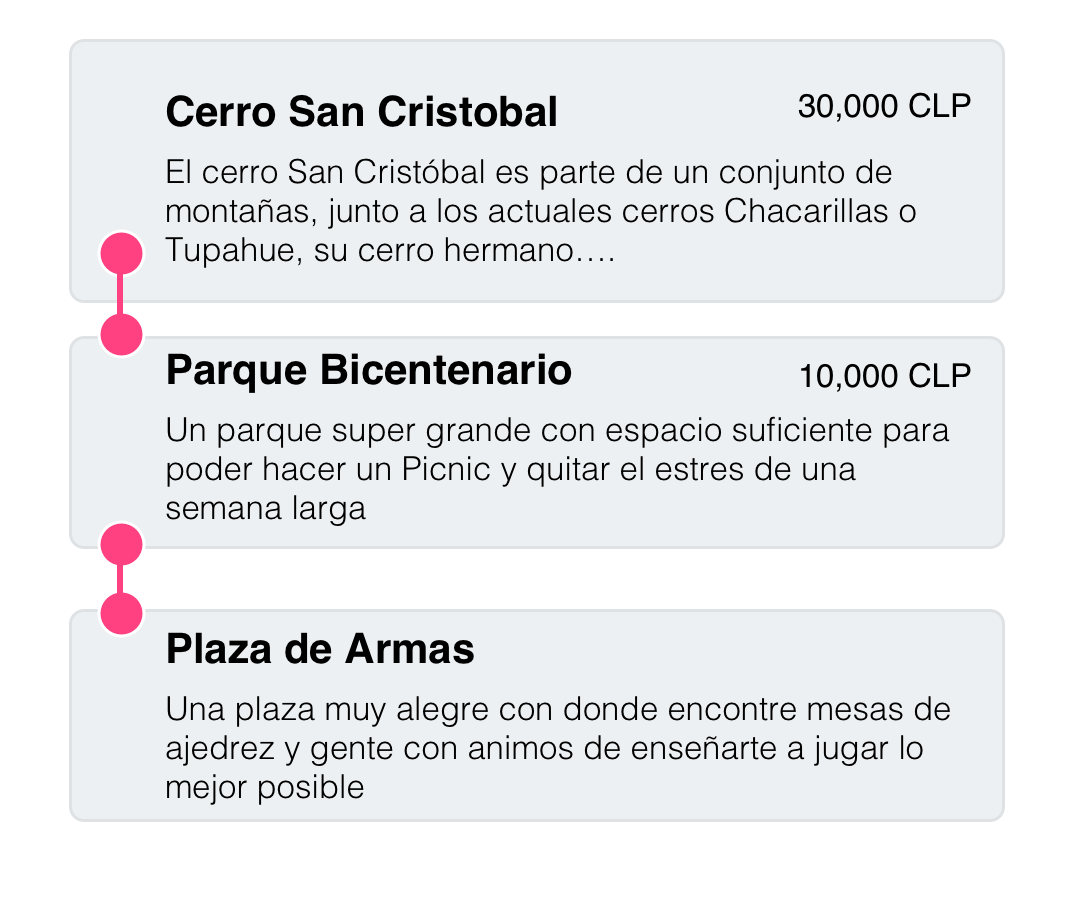 Cerro San Cristobal
30,000 CLP
El cerro San Cristóbal es parte de un conjunto de
montañas, junto a los actuales cerros Chacarillas o
Tupahue, su cerro hermano….
Parque Bicentenario
10,000 CLP
Un parque super grande con espacio suficiente para
poder hacer un Picnic y quitar el estres de una
semana larga
Plaza de Armas
Una plaza muy alegre con donde encontre mesas de
ajedrez y gente con animos de enseñarte a jugar lo
mejor posible